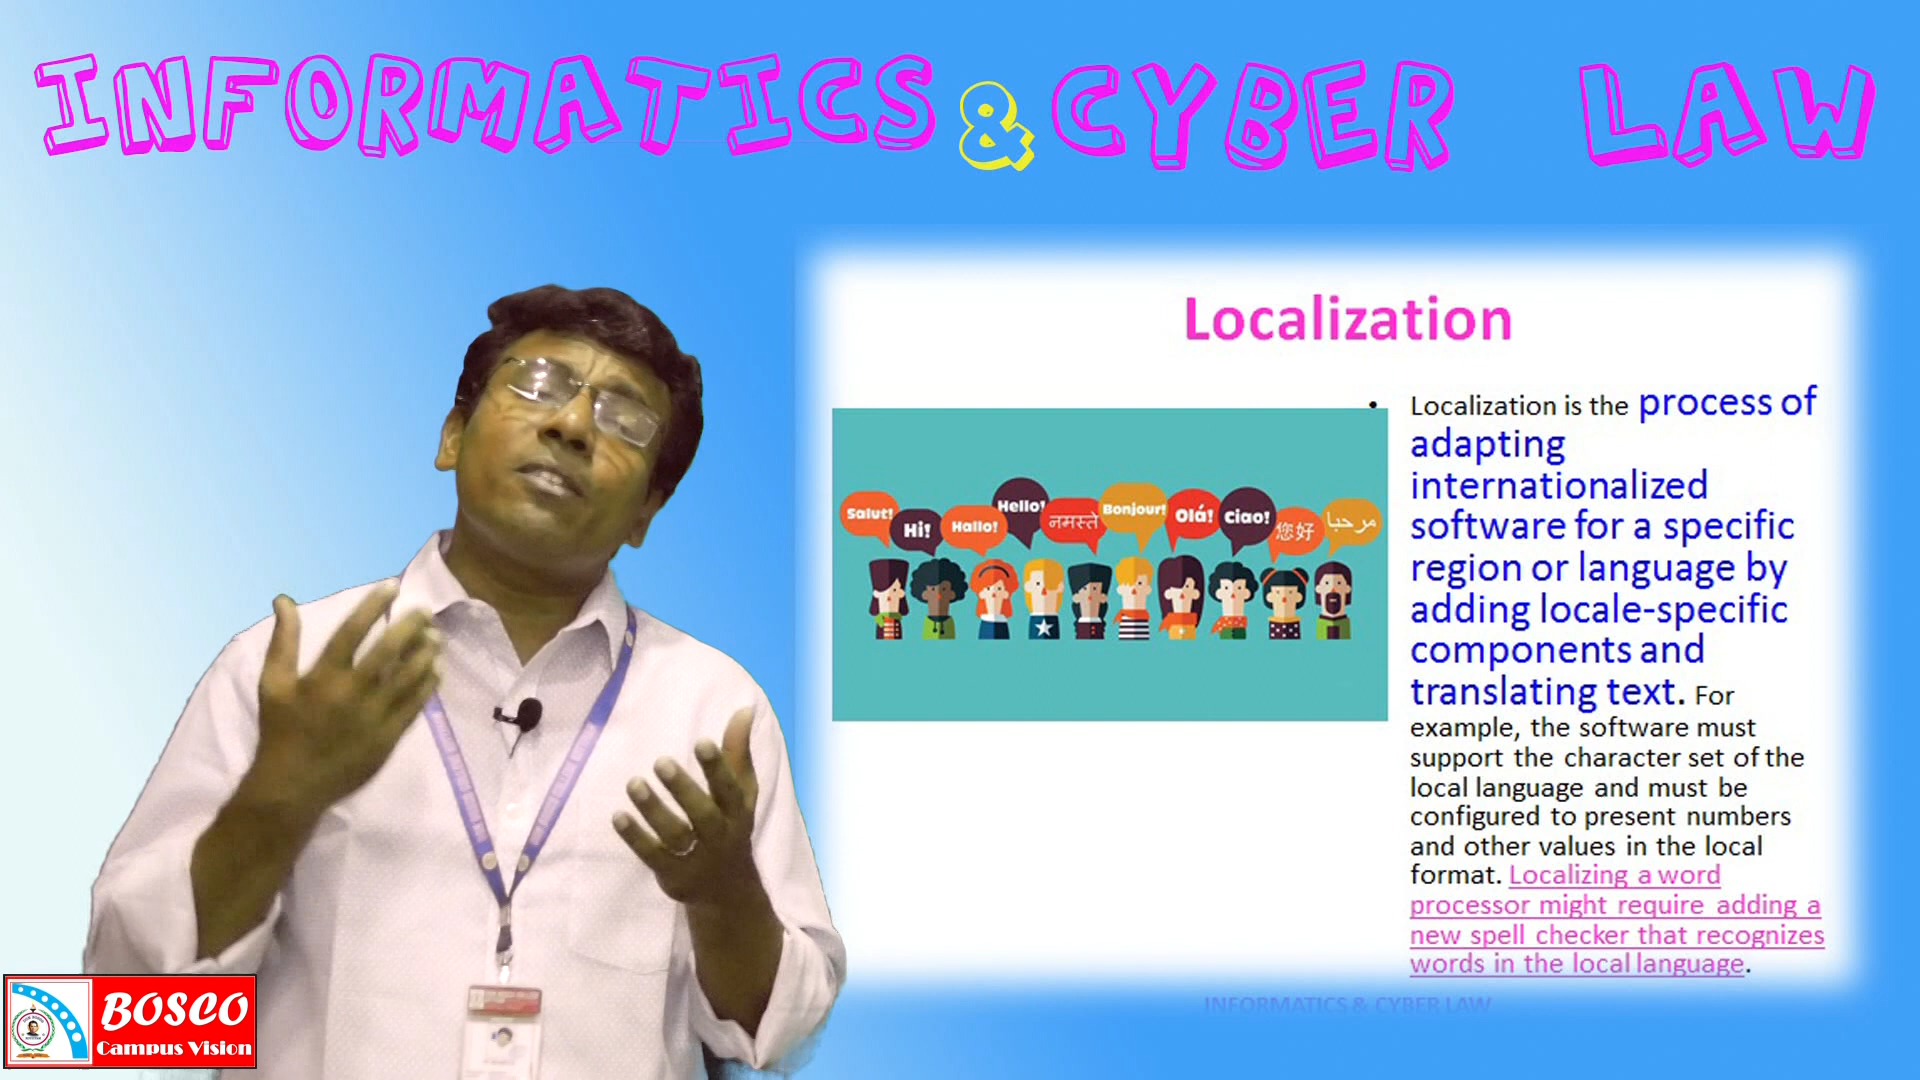 INFORMATICS & CYBER LAW
Localization
• Localization is the process of
adapting
internationalized
software for a specific
region or language by
adding locale-specific
components and
translating text. For
example, the software must
support the character set of the
local language and must be
configured to present numbers
and other values in the local
format. Localizing a word
processor might require adding a
new spell checker that recognizes
words in the local language.
Salut!
Hi!
Hallo!
Hello!
नमस्ते
Bonjour!
Olá!
Ciao!
您好
مرحبا
INFORMATICS & CYBER LAW
BOSCO
Campus Vision